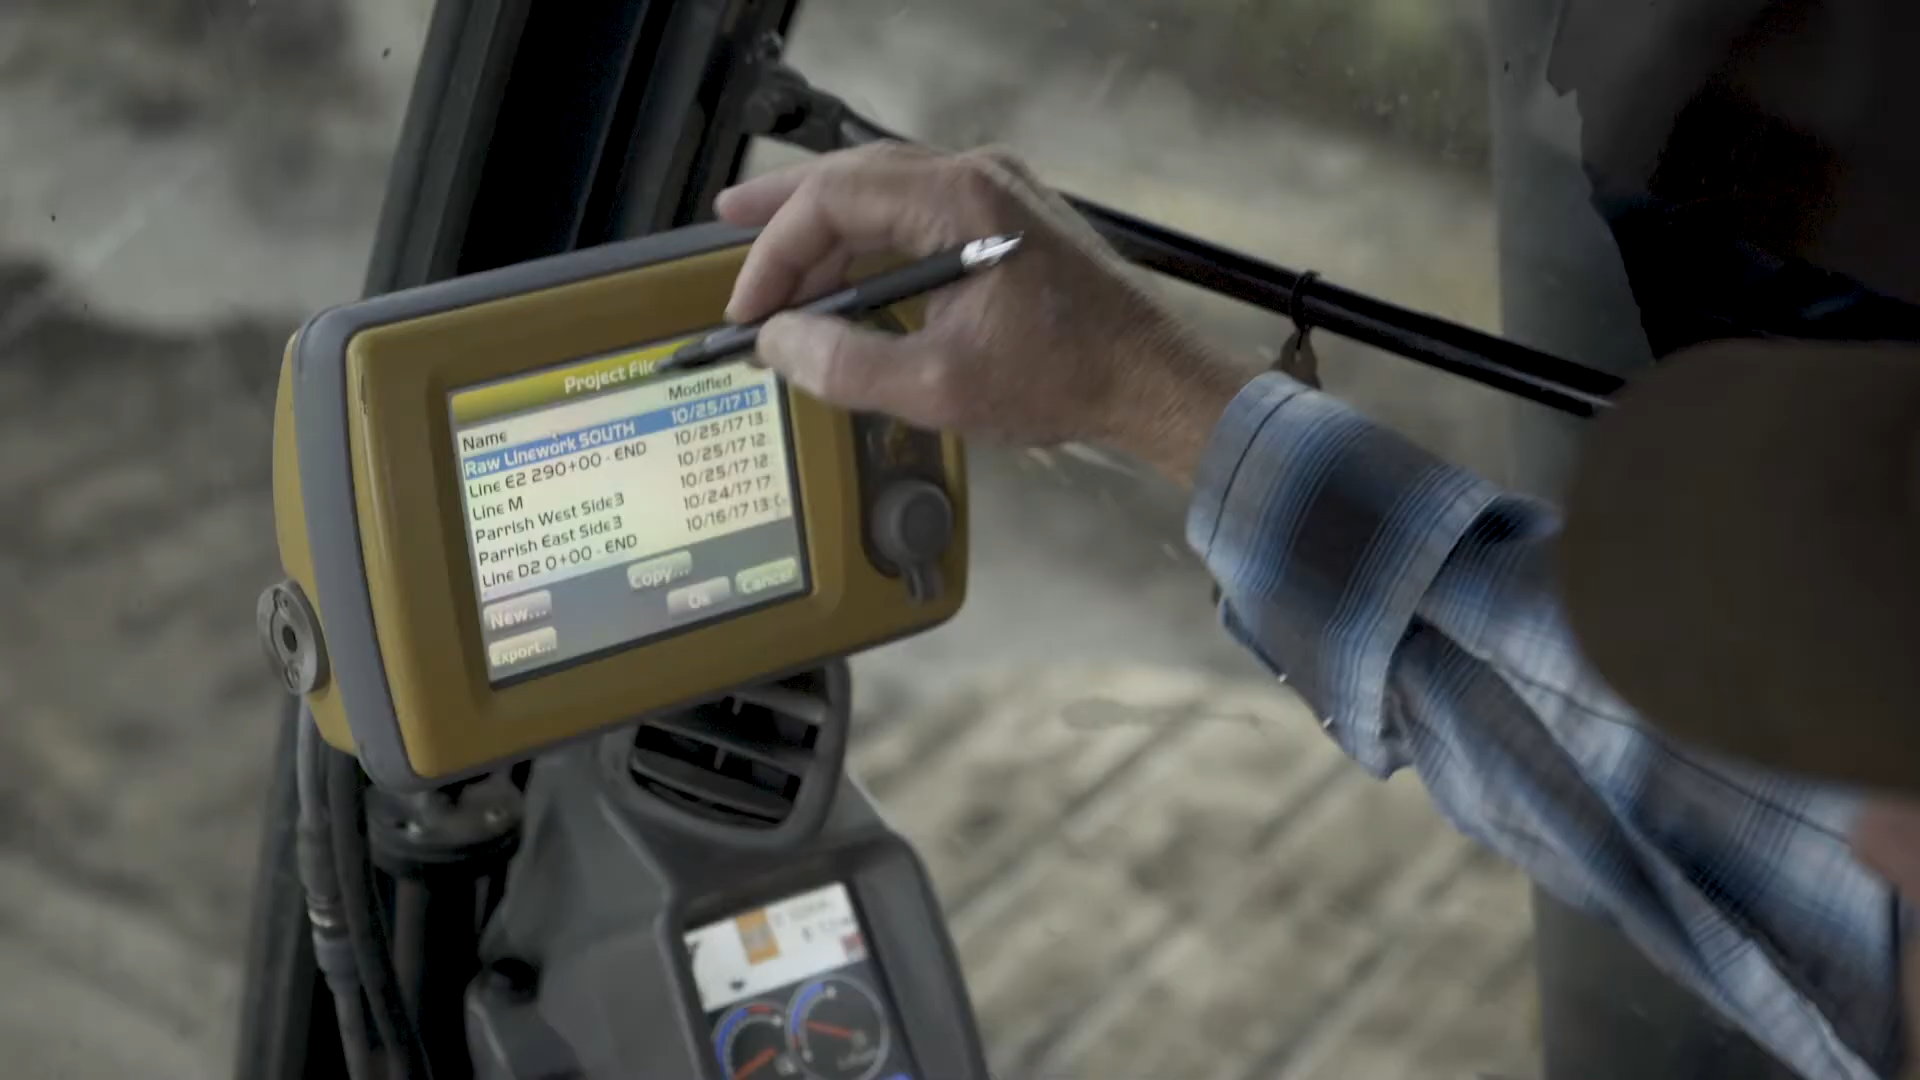 Project File
Name Modified
Raw Linework SOUTH 10/25/17 13:
Line E2 290+00 - END 10/25/17 13:
Line M 10/25/17 12:
Parrish West Side3 10/25/17 12
Parrish East Side3 10/24/17 17
Line D2 0+00 - END 10/16/17 13:
New... Copy... Ok Cancel
Export...